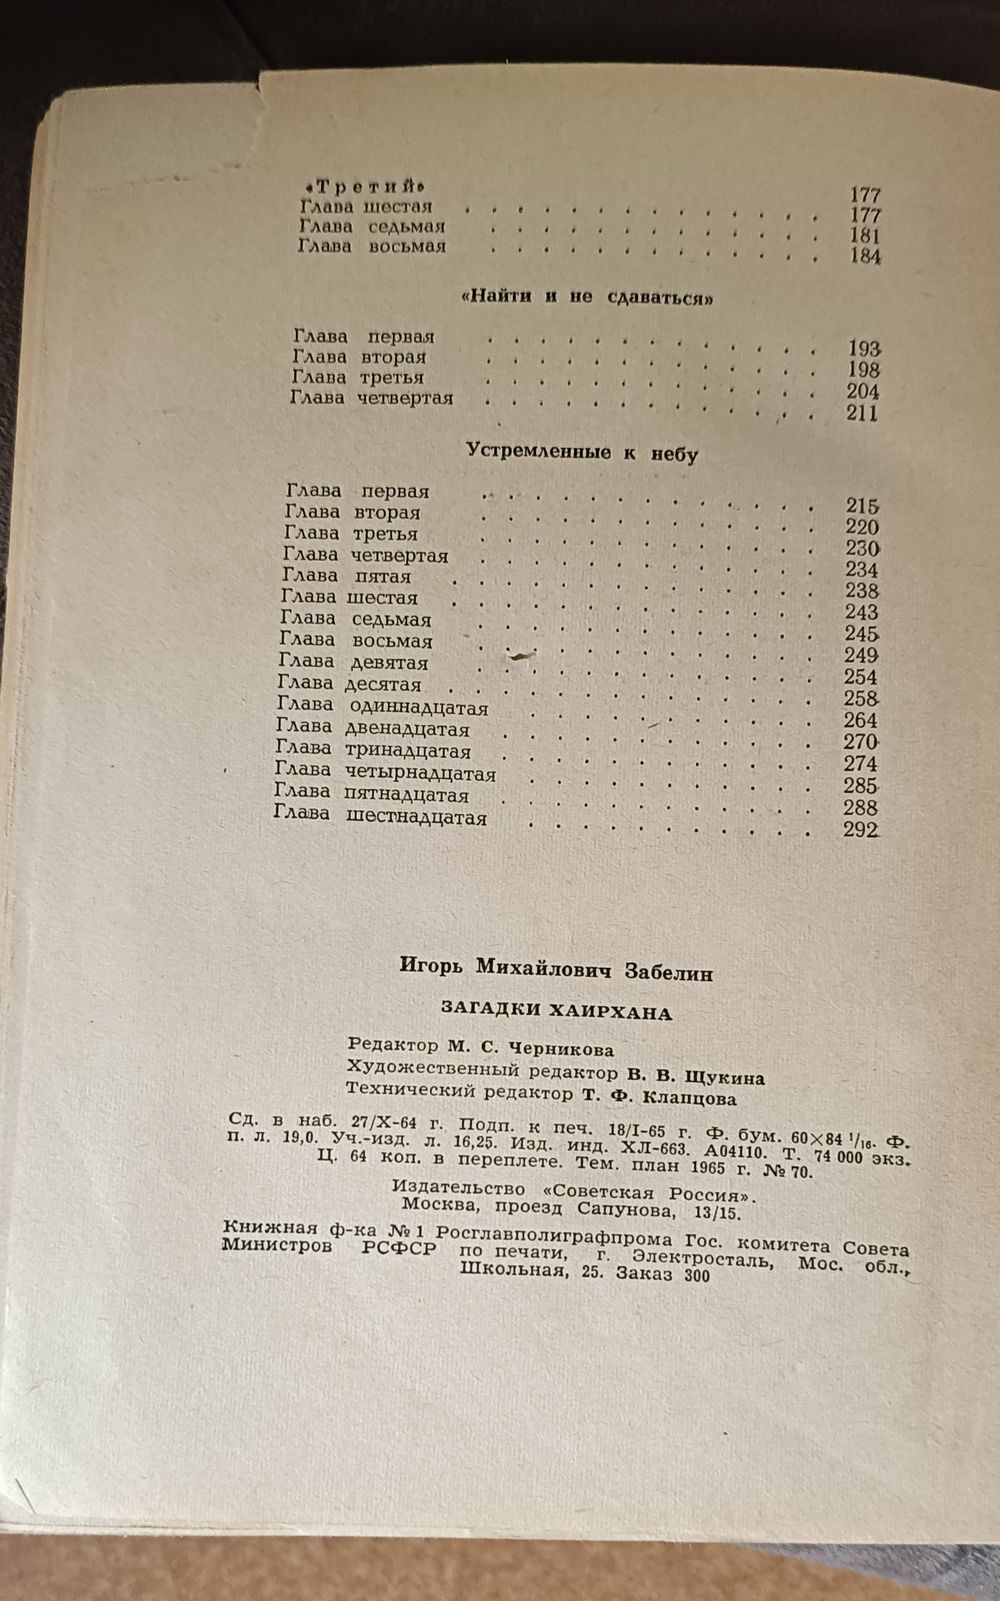 «Третий» 177
Глава шестая . . . . . . . . . . . . . . 177
Глава седьмая . . . . . . . . . . . . . 181
Глава восьмая . . . . . . . . . . . . . 184
«Найти и не сдаваться»
Глава первая . . . . . . . . . . . . . 193
Глава вторая . . . . . . . . . . . . . 198
Глава третья . . . . . . . . . . . . . 204
Глава четвертая . . . . . . . . . . . . . 211
Устремленные к небу
Глава первая . . . . . . . . . . . . . 215
Глава вторая . . . . . . . . . . . . . 220
Глава третья . . . . . . . . . . . . . 230
Глава четвертая . . . . . . . . . . . . . 234
Глава пятая . . . . . . . . . . . . . . 238
Глава шестая . . . . . . . . . . . . . . 243
Глава седьмая . . . . . . . . . . . . . 245
Глава восьмая . . . . . . . . . . . . . 249
Глава девятая . . . . . . . . . . . . . 254
Глава десятая . . . . . . . . . . . . . . 258
Глава одиннадцатая . . . . . . . . . . . 264
Глава двенадцатая . . . . . . . . . . . . 270
Глава тринадцатая . . . . . . . . . . . . 274
Глава четырнадцатая . . . . . . . . . . . 285
Глава пятнадцатая . . . . . . . . . . . . 288
Глава шестнадцатая . . . . . . . . . . . 292
Игорь Михайлович Забелин
ЗАГАДКИ ХАИРХАНА
Редактор М. С. Черникова
Художественный редактор В. В. Щукина
Технический редактор Т. Ф. Клапцова
Сд. в наб. 27/X-64 г. Подп. к печ. 18/I-65 г. Ф. бум. 60×84 1/16. Ф.
п. л. 19,0. Уч.-изд. л. 16,25. Изд. инд. ХЛ-663. А04110. Т. 74 000 экз.
Ц. 64 коп. в переплете. Тем. план 1965 г. № 70.
Издательство «Советская Россия».
Москва, проезд Сапунова, 13/15.
Книжная ф-ка № 1 Росглавполиграфпрома Гос. комитета Совета
Министров РСФСР по печати, г. Электросталь, Мос. обл.,
Школьная, 25. Заказ 300